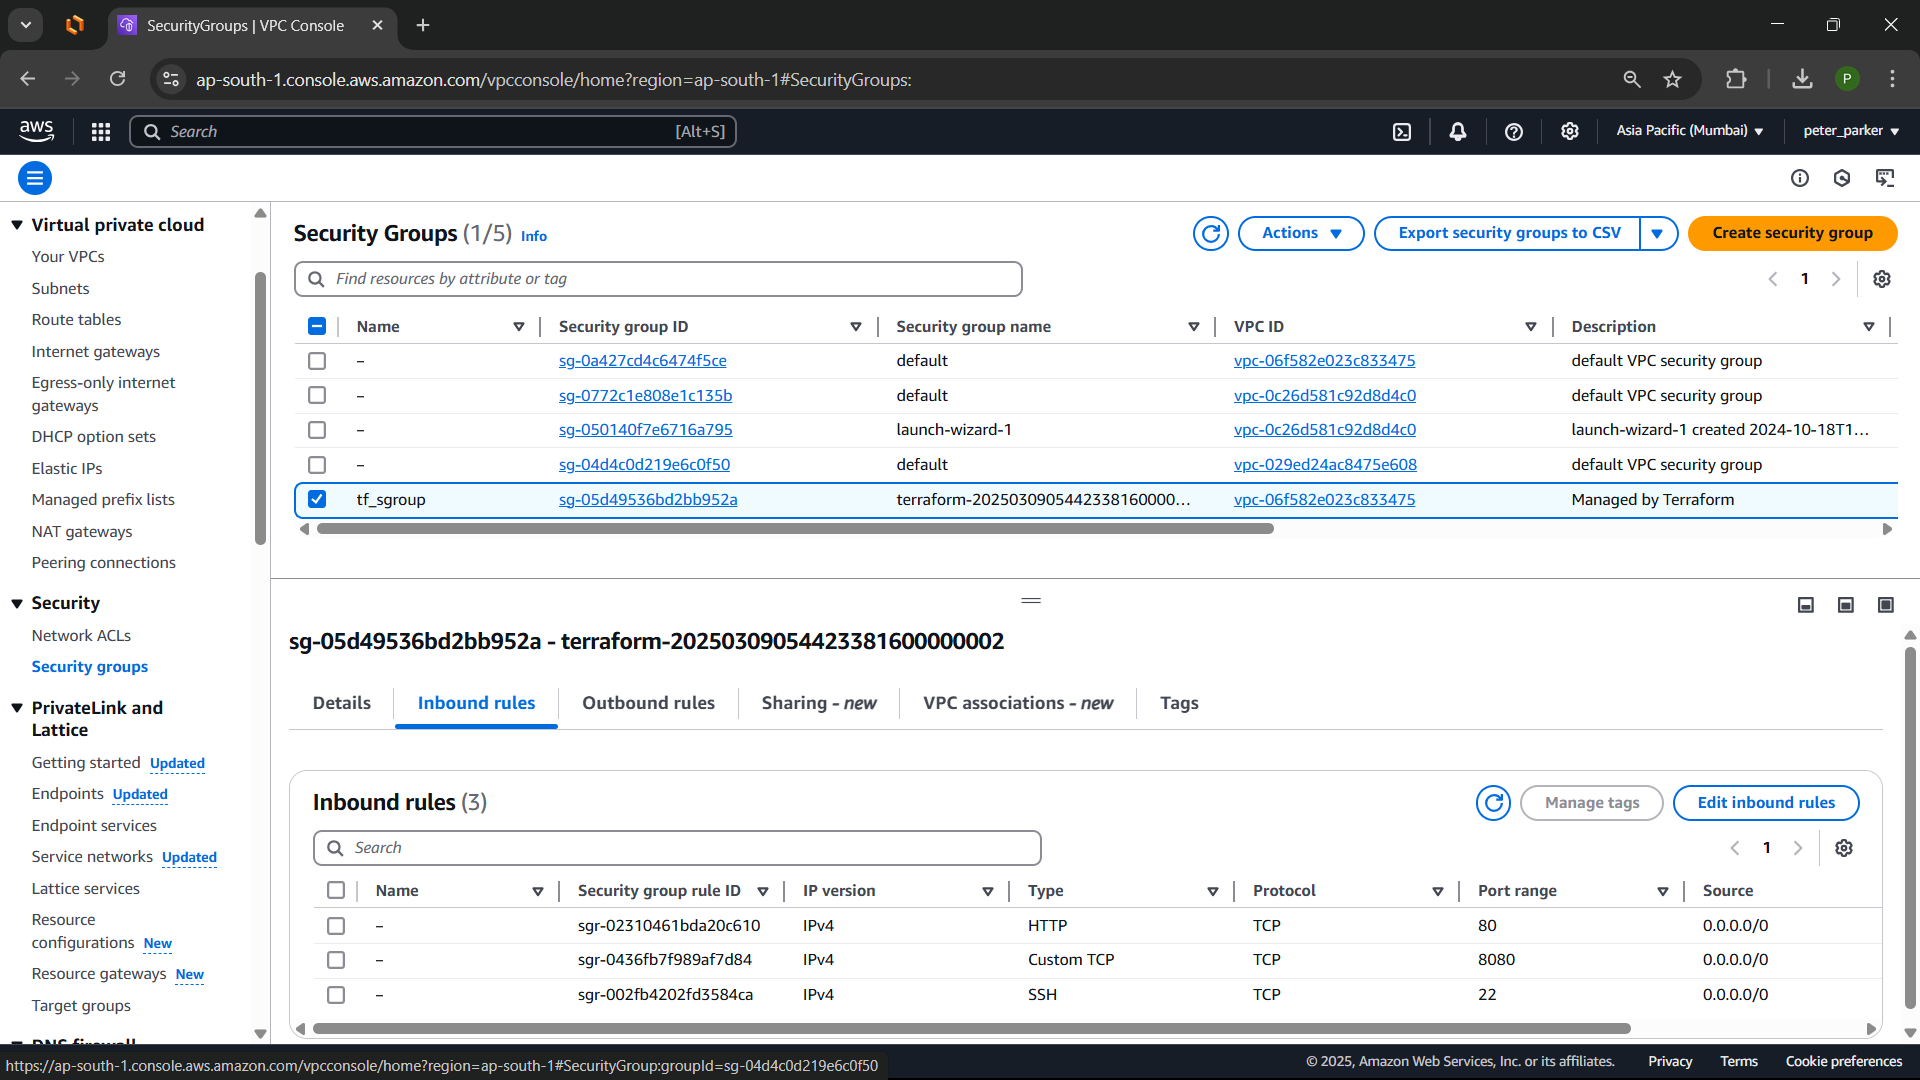 SecurityGroups | VPC Console
ap-south-1.console.aws.amazon.com/vpcconsole/home?region=ap-south-1#SecurityGroups:
P
aws
Search
[Alt+S]
Asia Pacific (Mumbai)
peter_parker
Virtual private cloud
Your VPCs
Subnets
Route tables
Internet gateways
Egress-only internet
gateways
DHCP option sets
Elastic IPs
Managed prefix lists
NAT gateways
Peering connections
Security
Network ACLs
Security groups
PrivateLink and
Lattice
Getting started Updated
Endpoints Updated
Endpoint services
Service networks Updated
Lattice services
Resource
configurations New
Resource gateways New
Target groups
DNS firewall
Security Groups (1/5) Info
Actions
Export security groups to CSV
Create security group
Find resources by attribute or tag
1
Name Security group ID Security group name VPC ID Description
– sg-0a427cd4c6474f5ce default vpc-06f582e023c833475 default VPC security group
– sg-0772c1e808e1c135b default vpc-0c26d581c92d8d4c0 default VPC security group
– sg-050140f7e6716a795 launch-wizard-1 vpc-0c26d581c92d8d4c0 launch-wizard-1 created 2024-10-18T1...
– sg-04d4c0d219e6c0f50 default vpc-029ed24ac8475e608 default VPC security group
tf_sgroup sg-05d49536bd2bb952a terraform-2025030905442338160000... vpc-06f582e023c833475 Managed by Terraform
sg-05d49536bd2bb952a - terraform-20250309054423381600000002
Details Inbound rules Outbound rules Sharing - new VPC associations - new Tags
Inbound rules (3)
Manage tags
Edit inbound rules
Search
1
Name Security group rule ID IP version Type Protocol Port range Source
– sgr-02310461bda20c610 IPv4 HTTP TCP 80 0.0.0.0/0
– sgr-0436fb7f989af7d84 IPv4 Custom TCP TCP 8080 0.0.0.0/0
– sgr-002fb4202fd3584ca IPv4 SSH TCP 22 0.0.0.0/0
https://ap-south-1.console.aws.amazon.com/vpcconsole/home?region=ap-south-1#SecurityGroup:groupId=sg-04d4c0d219e6c0f50
© 2025, Amazon Web Services, Inc. or its affiliates. Privacy Terms Cookie preferences